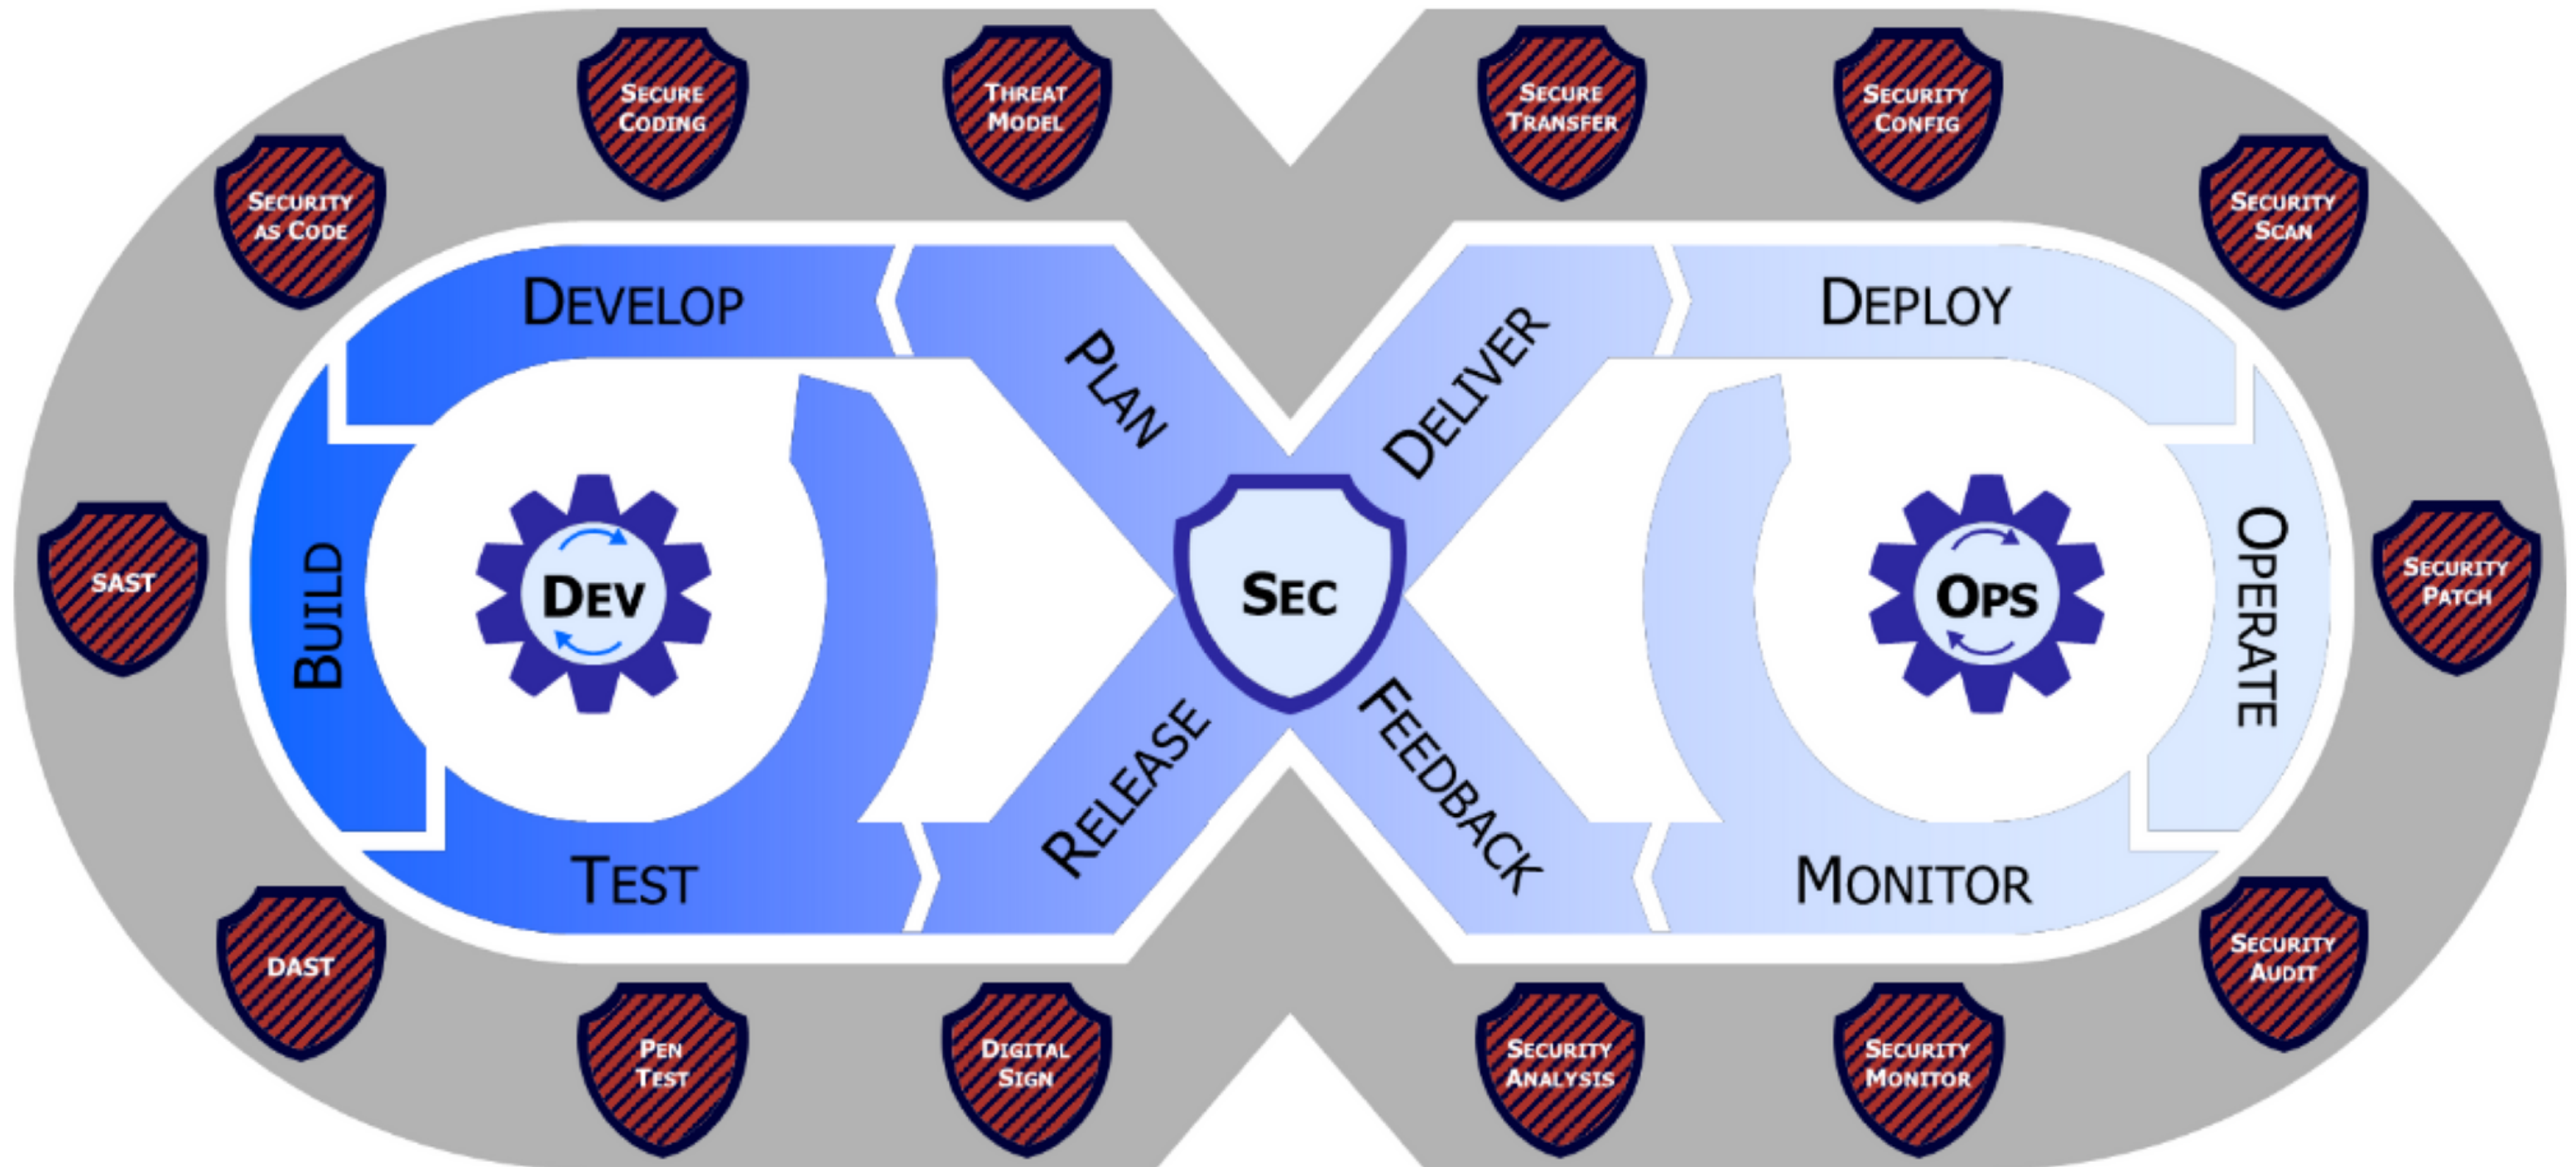 SECURE
CODING
THREAT
MODEL
SECURE
TRANSFER
SECURITY
CONFIG
SECURITY
AS CODE
SECURITY
SCAN
DEVELOP
PLAN
DELIVER
DEPLOY
SAST
BUILD
DEV
SEC
OPS
OPERATE
SECURITY
PATCH
TEST
RELEASE
FEEDBACK
MONITOR
DAST
SECURITY
AUDIT
PEN
TEST
DIGITAL
SIGN
SECURITY
ANALYSIS
SECURITY
MONITOR